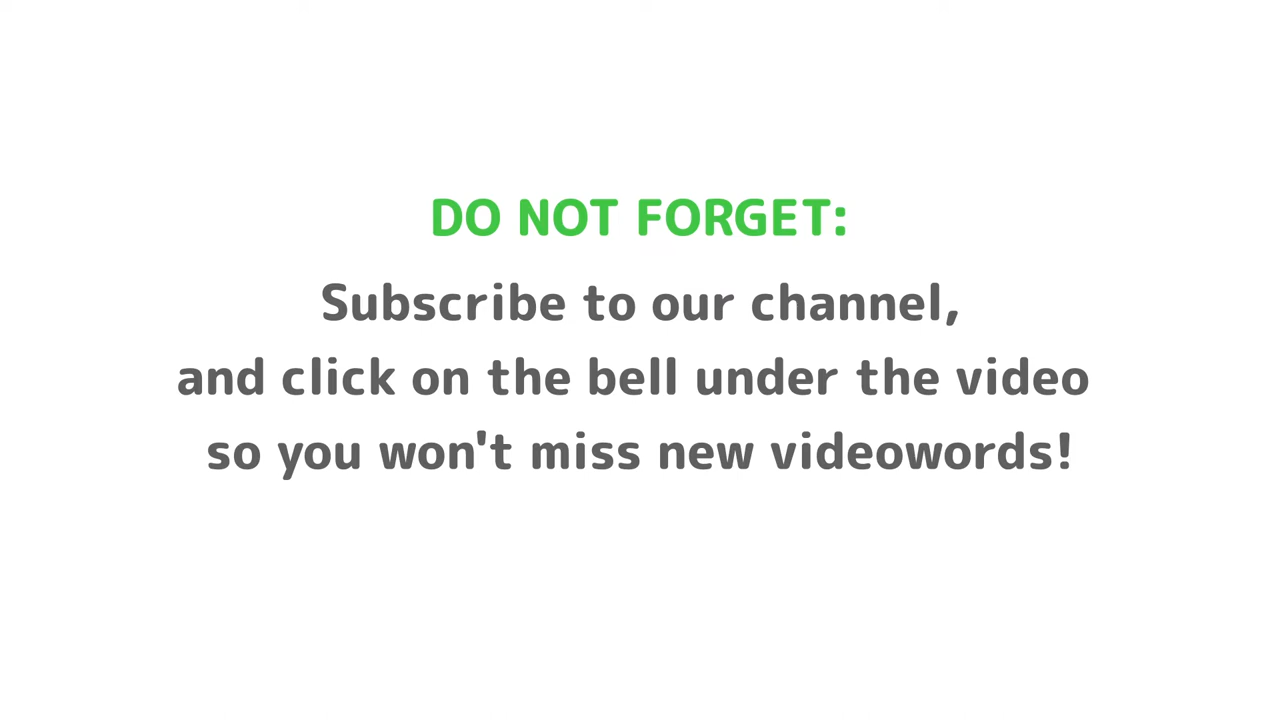 DO NOT FORGET:
Subscribe to our channel,
and click on the bell under the video
so you won't miss new videowords!